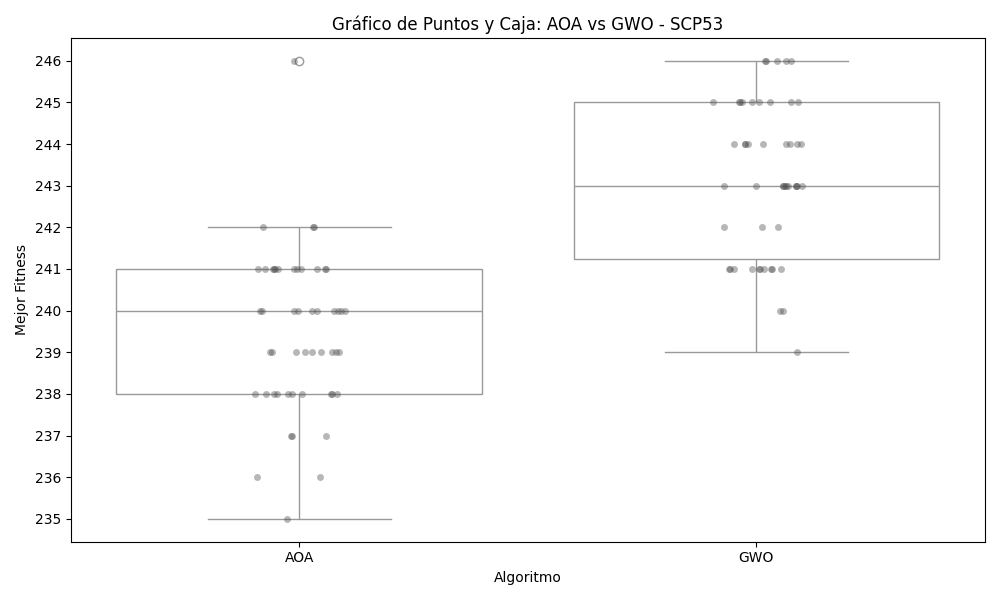 Gráfico de Puntos y Caja: AOA vs GWO - SCP53
Mejor Fitness
246
245
244
243
242
241
240
239
238
237
236
235
AOA
GWO
Algoritmo